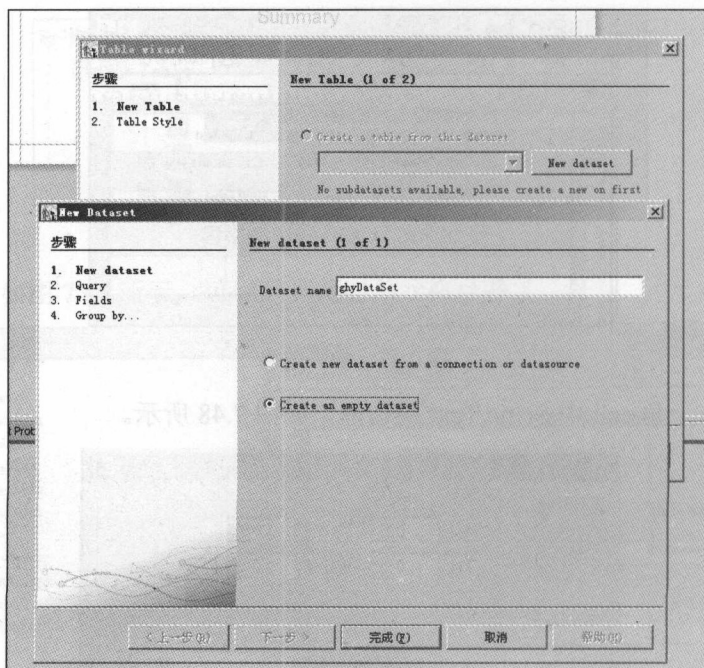 Summary
Table wizard
步骤
1. New Table
2. Table Style
New Table (1 of 2)
Create a table from this dataset
New dataset
No subdatasets available, please create a new on first
New Dataset
步骤
1. New dataset
2. Query
3. Fields
4. Group by...
New dataset (1 of 1)
Dataset name ghyDataSet
Create new dataset from a connection or datasource
Create an empty dataset
48 所示。
t Prob
< 上一步(B)
下一步 >
完成(F)
取消
帮助(H)